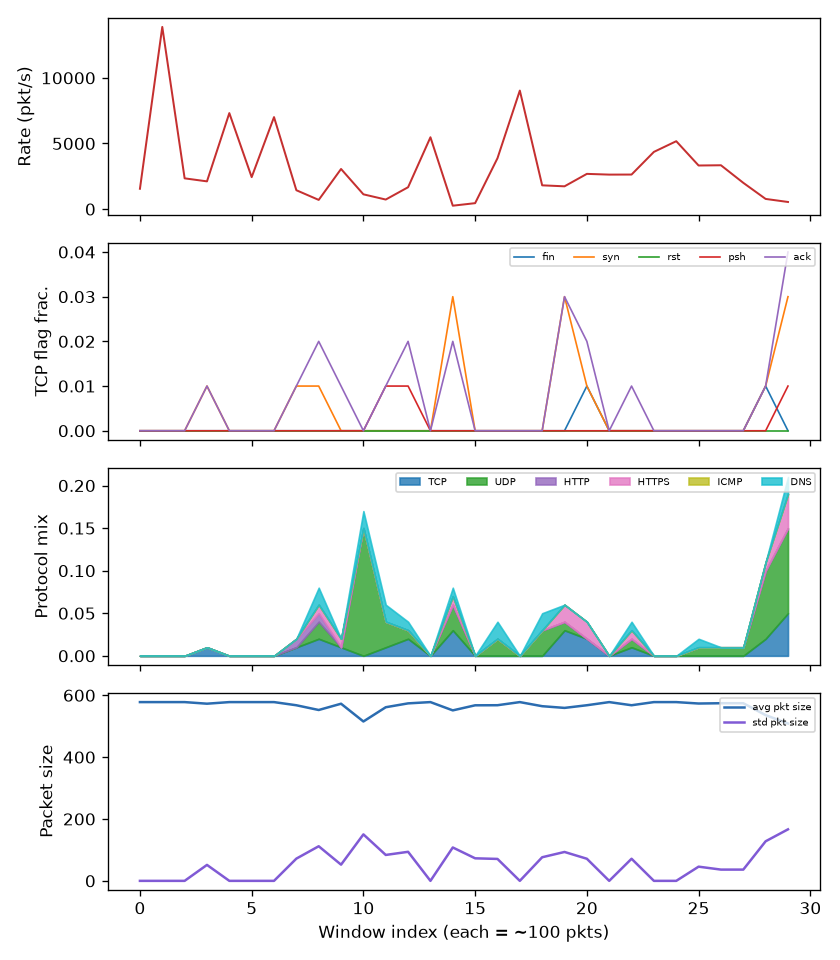 Rate (pkt/s)
10000
5000
0
TCP flag frac.
0.04
0.03
0.02
0.01
0.00
fin syn rst psh ack
Protocol mix
0.20
0.15
0.10
0.05
0.00
TCP UDP HTTP HTTPS ICMP DNS
Packet size
600
400
200
0
avg pkt size
std pkt size
0 5 10 15 20 25 30
Window index (each = ~100 pkts)